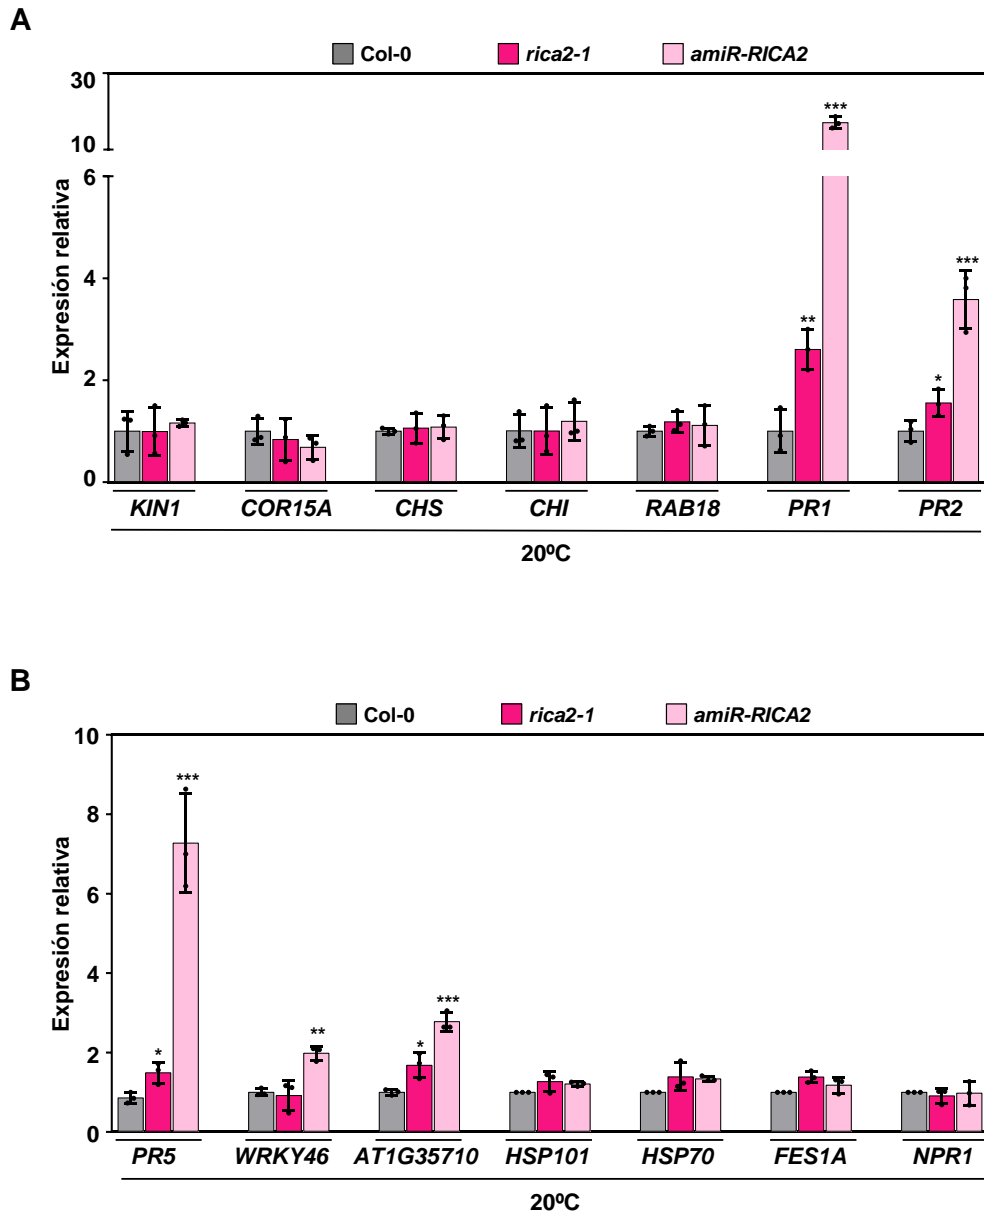 A
Col-0 rica2-1 amiR-RICA2
30
10
6
4
2
0
Expresión relativa
***
**
***
*
KIN1 COR15A CHS CHI RAB18 PR1 PR2
20ºC
B
Col-0 rica2-1 amiR-RICA2
10
8
6
4
2
0
Expresión relativa
***
*
**
***
*
PR5 WRKY46 AT1G35710 HSP101 HSP70 FES1A NPR1
20ºC